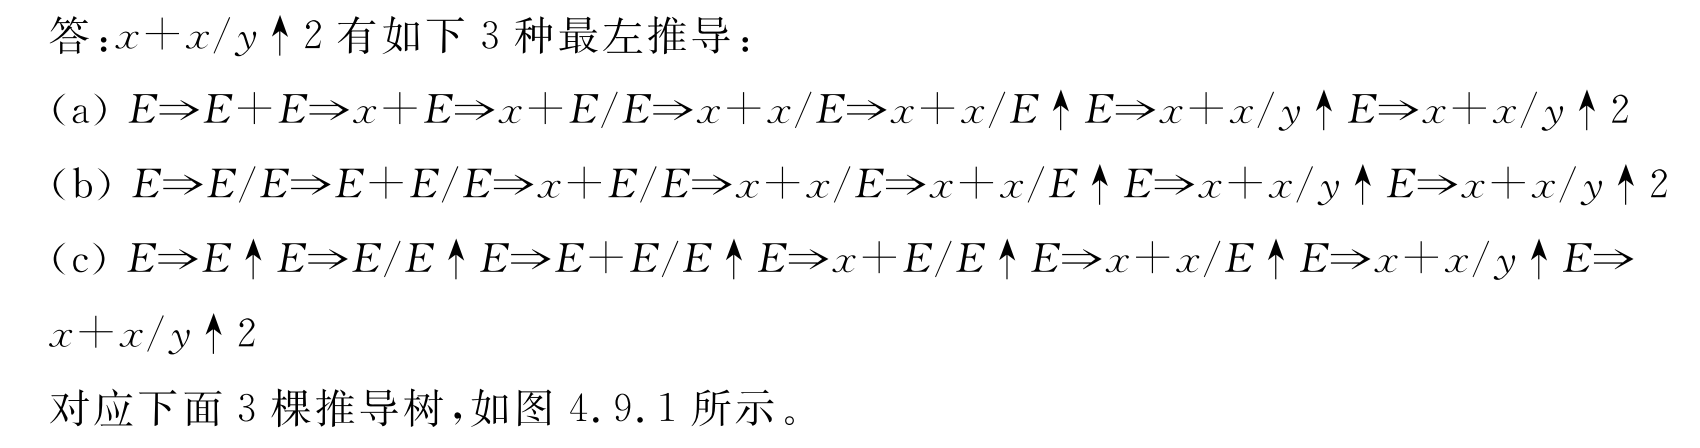 答:x+x/y↑2 有如下 3 种最左推导:
(a) E⇒E+E⇒x+E⇒x+E/E⇒x+x/E⇒x+x/E↑E⇒x+x/y↑E⇒x+x/y↑2
(b) E⇒E/E⇒E+E/E⇒x+E/E⇒x+x/E⇒x+x/E↑E⇒x+x/y↑E⇒x+x/y↑2
(c) E⇒E↑E⇒E/E↑E⇒E+E/E↑E⇒x+E/E↑E⇒x+x/E↑E⇒x+x/y↑E⇒
x+x/y↑2
对应下面 3 棵推导树,如图 4.9.1 所示。